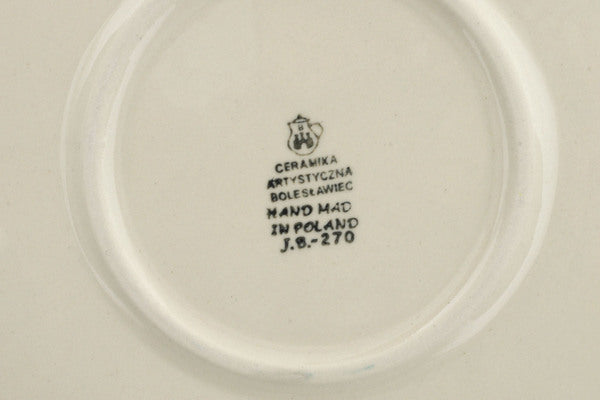 CERAMIKA
ARTYSTYCZNA
BOLESŁAWIEC
HAND MAD
IN POLAND
J.B.-270